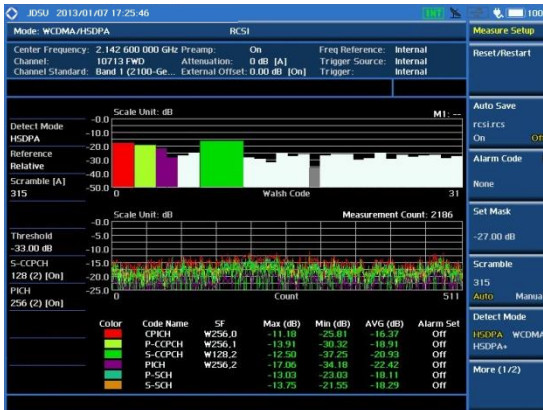 JDSU 2013/01/07 17:25:46
INT
100
Mode: WCDMA/HSDPA RCSI
Measure Setup
Center Frequency: 2.142 600 000 GHz Preamp: On Freq Reference: Internal
Channel: 10713 FWD Attenuation: 0 dB [A] Trigger Source: Internal
Channel Standard: Band 1 (2100-Ge... External Offset: 0.00 dB [On] Trigger: Internal
Reset/Restart
Scale Unit: dB M1: --
-0.0
-10.0
-20.0
-30.0
-40.0
-50.0
0 Walsh Code 31
Detect Mode
HSDPA
Reference
Relative
Scramble [A]
315
Auto Save
rcsi.rcs
On Off
Alarm Code
None
Scale Unit: dB Measurement Count: 2186
-0.0
-5.0
-10.0
-15.0
-20.0
-25.0
0 Count 511
Threshold
-33.00 dB
S-CCPCH
128 (2) [On]
PICH
256 (2) [On]
Set Mask
-27.00 dB
Scramble
315
Auto Manua
Detect Mode
HSDPA WCDMA
HSDPA+
More (1/2)
Color Code Name SF Max (dB) Min (dB) AVG (dB) Alarm Set
CPICH W256,0 -11.18 -25.81 -16.37 Off
P-CCPCH W256,1 -13.91 -30.32 -18.91 Off
S-CCPCH W128,2 -12.50 -37.25 -20.93 Off
PICH W256,2 -17.06 -34.18 -22.42 Off
P-SCH -13.03 -23.03 -18.11 Off
S-SCH -13.75 -21.55 -18.29 Off